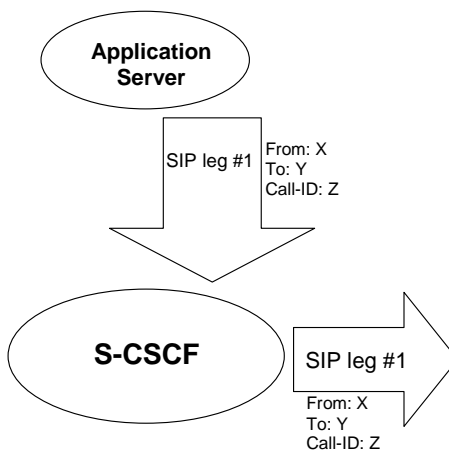 Application
Server
SIP leg #1
From: X
To: Y
Call-ID: Z
S-CSCF
SIP leg #1
From: X
To: Y
Call-ID: Z